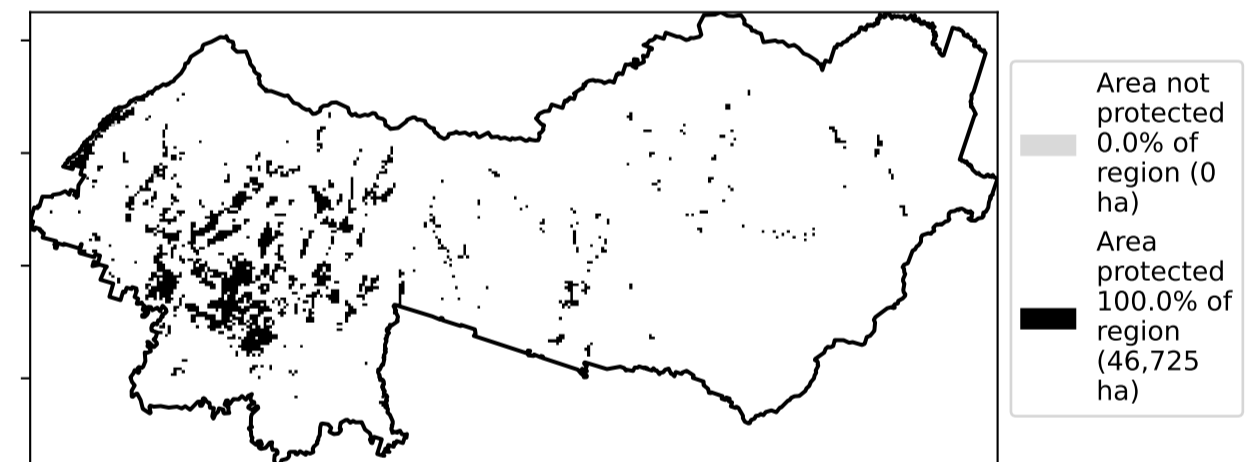 Area not
protected
0.0% of
region (0
ha)
Area
protected
100.0% of
region
(46,725
ha)